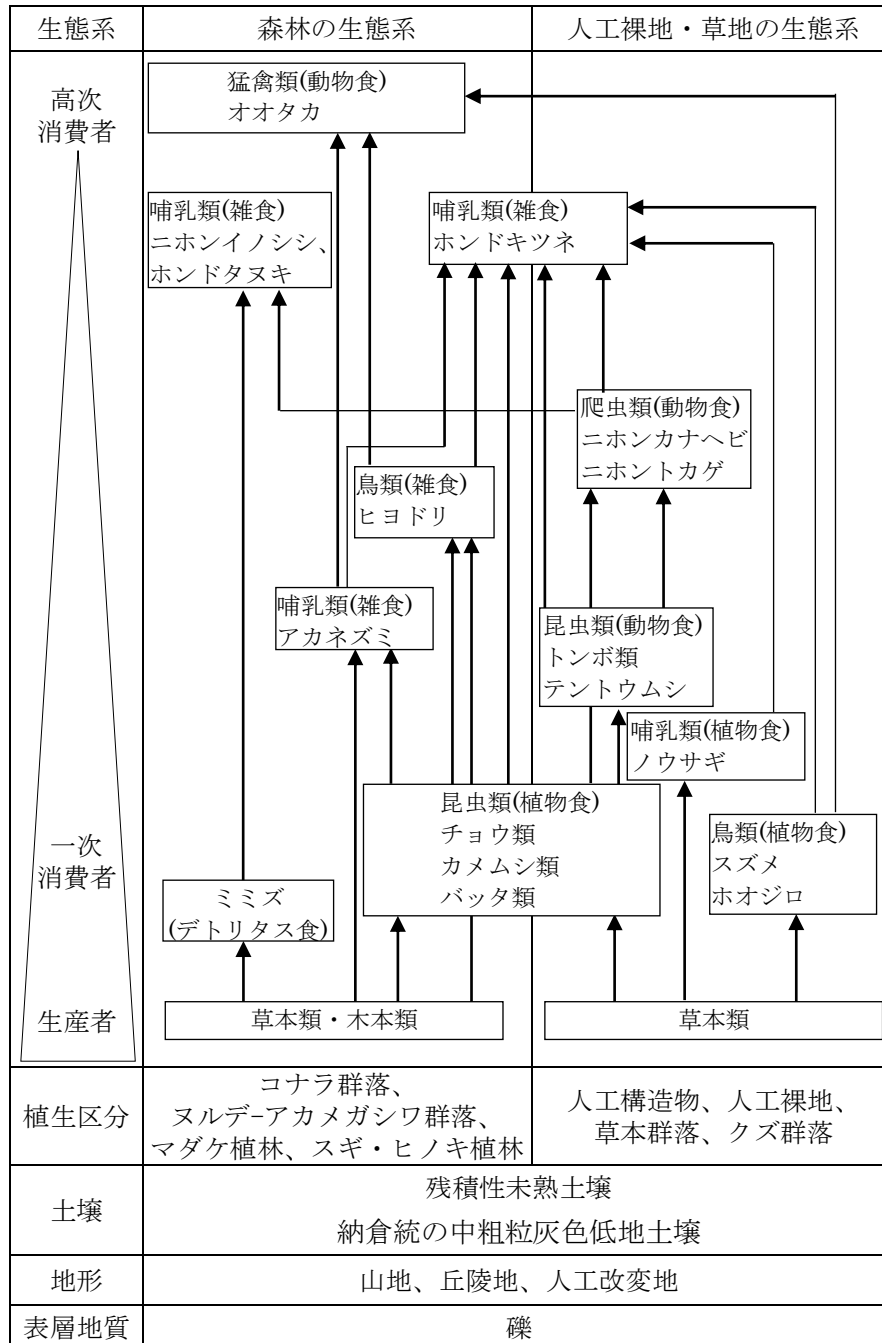 生態系
森林の生態系
人工裸地・草地の生態系
高次
消費者
一次
消費者
生産者
猛禽類(動物食)
オオタカ
哺乳類(雑食)
ニホンイノシシ、
ホンドタヌキ
哺乳類(雑食)
ホンドキツネ
爬虫類(動物食)
ニホンカナヘビ
ニホントカゲ
鳥類(雑食)
ヒヨドリ
哺乳類(雑食)
アカネズミ
昆虫類(動物食)
トンボ類
テントウムシ
哺乳類(植物食)
ノウサギ
昆虫類(植物食)
チョウ類
カメムシ類
バッタ類
鳥類(植物食)
スズメ
ホオジロ
ミミズ
(デトリタス食)
草本類・木本類
草本類
植生区分
コナラ群落、
ヌルデ-アカメガシワ群落、
マダケ植林、スギ・ヒノキ植林
人工構造物、人工裸地、
草本群落、クズ群落
土壌
残積性未熟土壌
納倉統の中粗粒灰色低地土壌
地形
山地、丘陵地、人工改変地
表層地質
礫